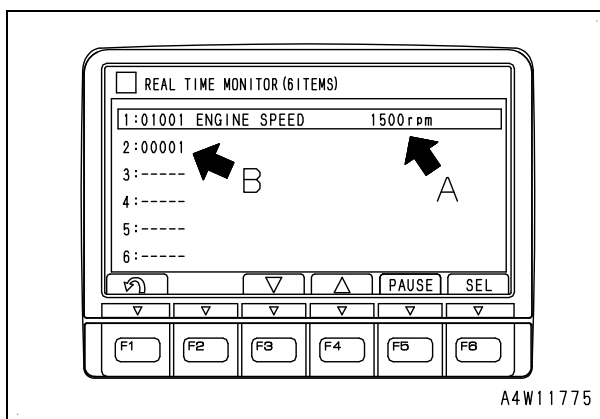 REAL TIME MONITOR (6ITEMS)
1:01001 ENGINE SPEED 1500rpm
2:00001
3:-----
B
A
4:-----
5:-----
6:-----
PAUSE SEL
F1 F2 F3 F4 F5 F6
A4W11775